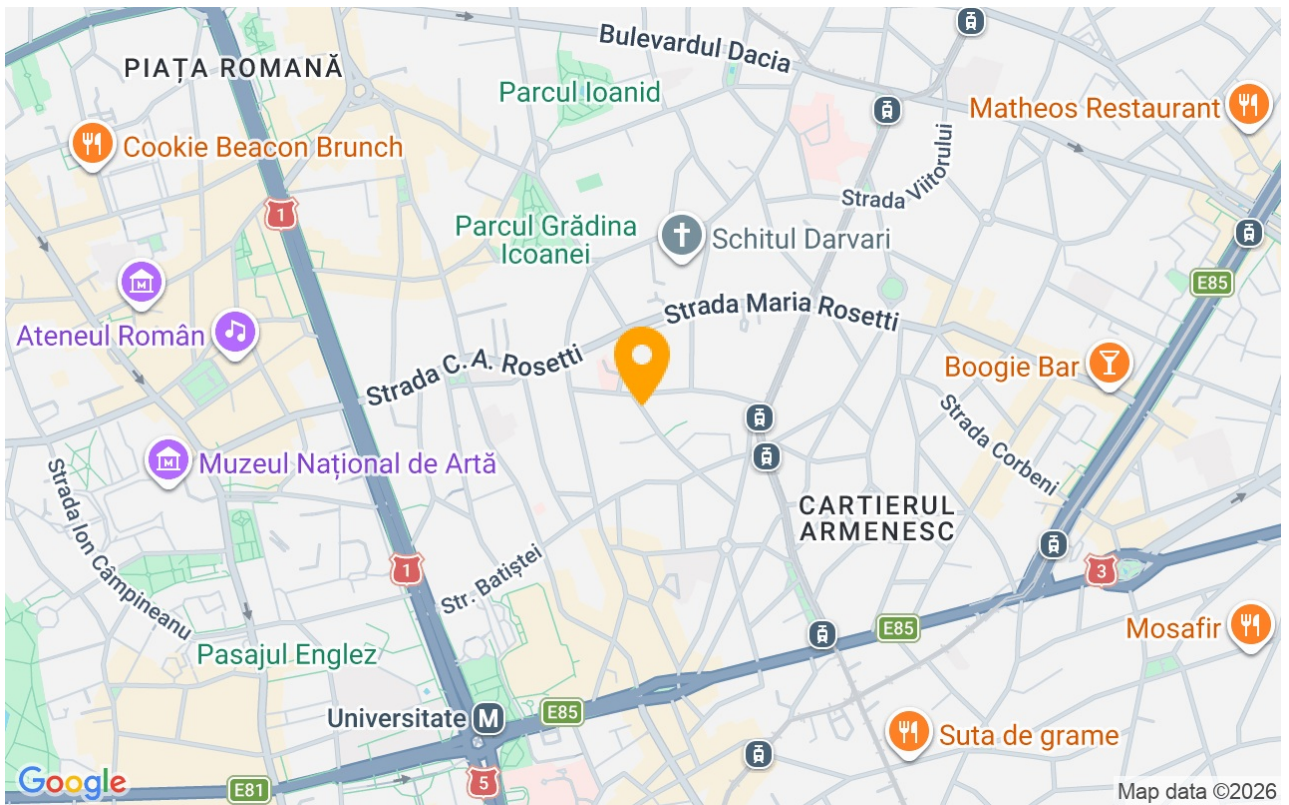 Bulevardul Dacia
PIAȚA ROMANĂ
Parcul Ioanid
Matheos Restaurant
Cookie Beacon Brunch
Strada Viitorului
1
Parcul Grădina
Icoanei
Schitul Darvari
E85
Strada Maria Rosetti
Ateneul Român
Strada C. A. Rosetti
Boogie Bar
Strada Corbeni
Muzeul Național de Artă
Strada Ion Câmpineanu
CARTIERUL
ARMENESC
1
3
Str. Batiștei
E85
Mosafir
Pasajul Englez
Universitate M
E85
Suta de grame
Google
E81
5
Map data ©2026